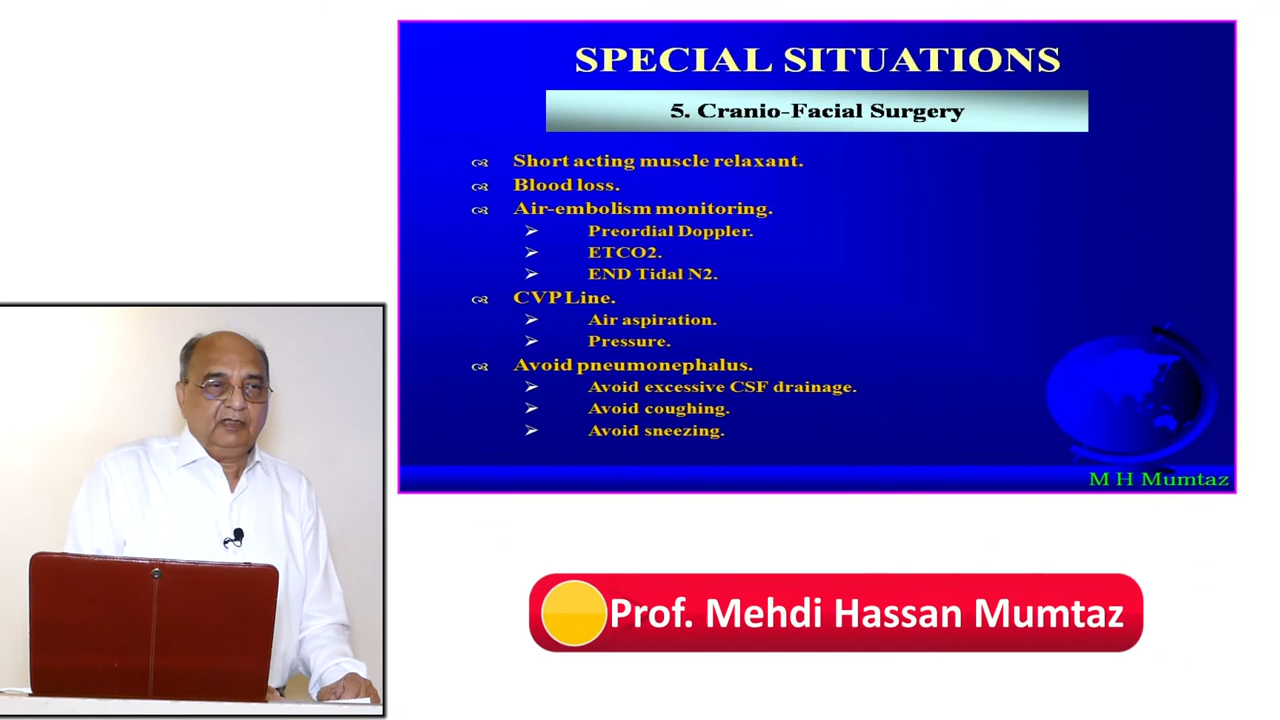 SPECIAL SITUATIONS
5. Cranio-Facial Surgery
Short acting muscle relaxant.
Blood loss.
Air-embolism monitoring.
Preordial Doppler.
ETCO2.
END Tidal N2.
CVP Line.
Air aspiration.
Pressure.
Avoid pneumonephalus.
Avoid excessive CSF drainage.
Avoid coughing.
Avoid sneezing.
M H Mumtaz
Prof. Mehdi Hassan Mumtaz